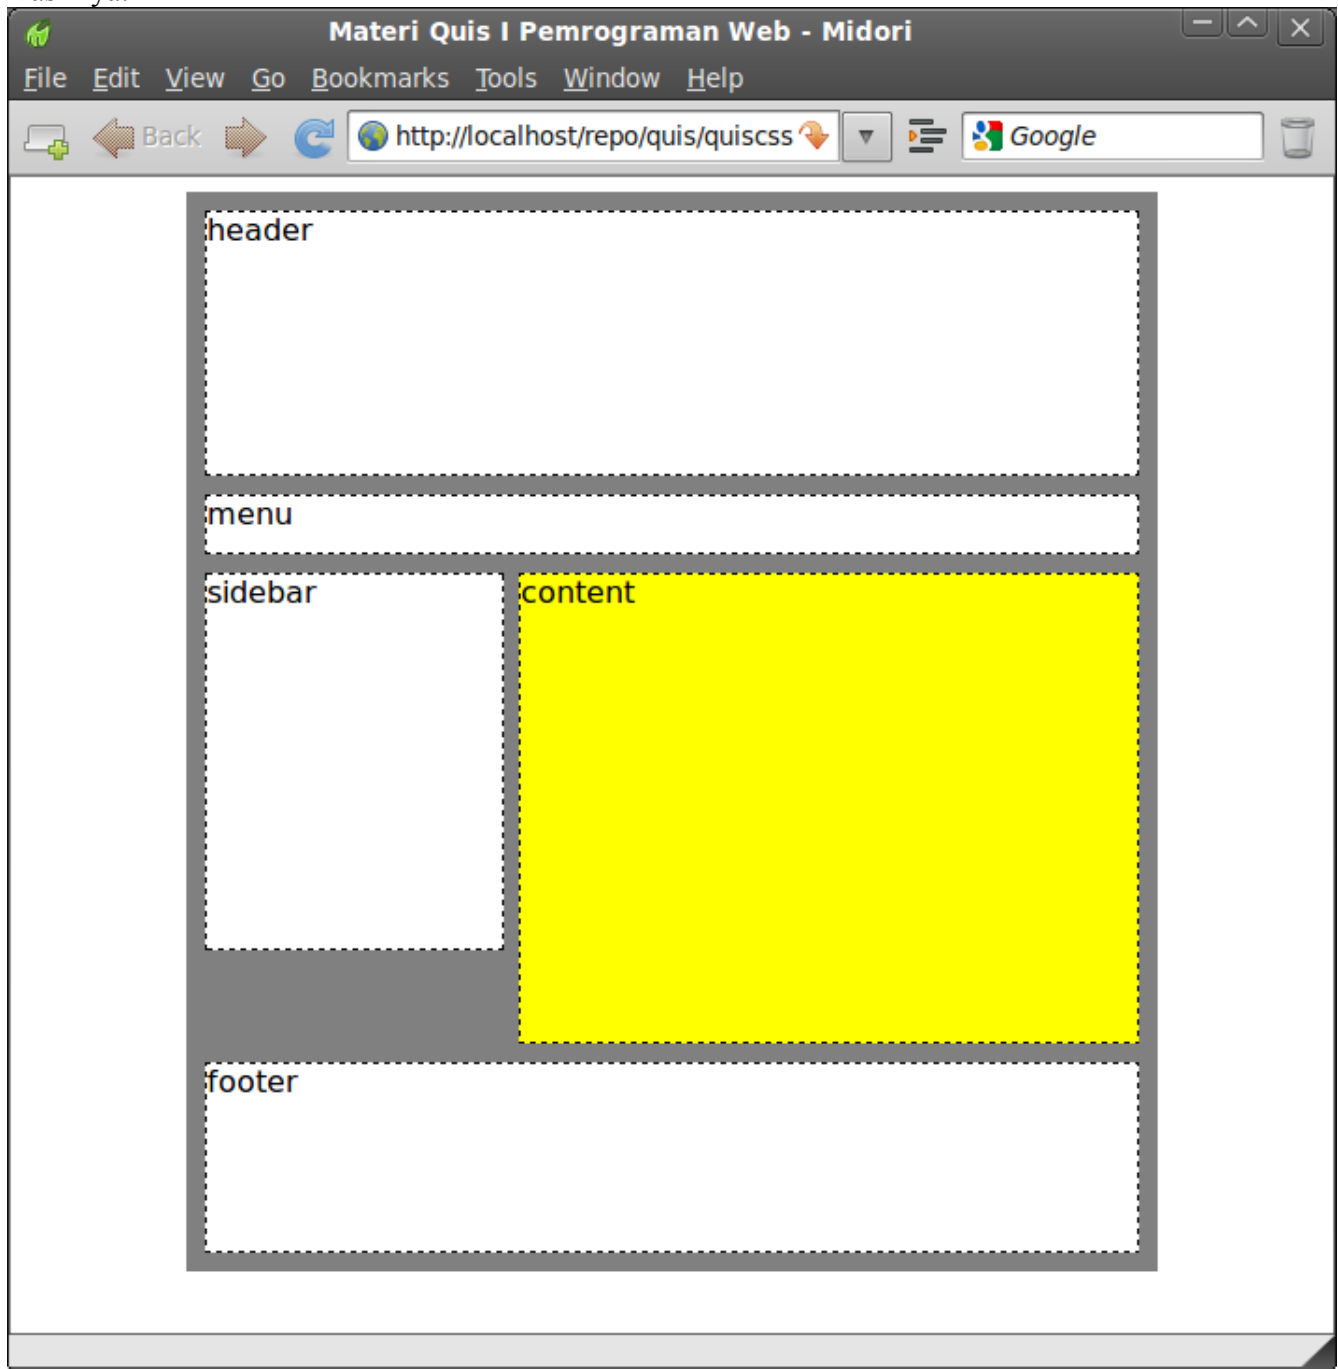 Materi Quis I Pemrograman Web - Midori
File Edit View Go Bookmarks Tools Window Help
Back http://localhost/repo/quis/quiscss Google
header
menu
sidebar content
footer